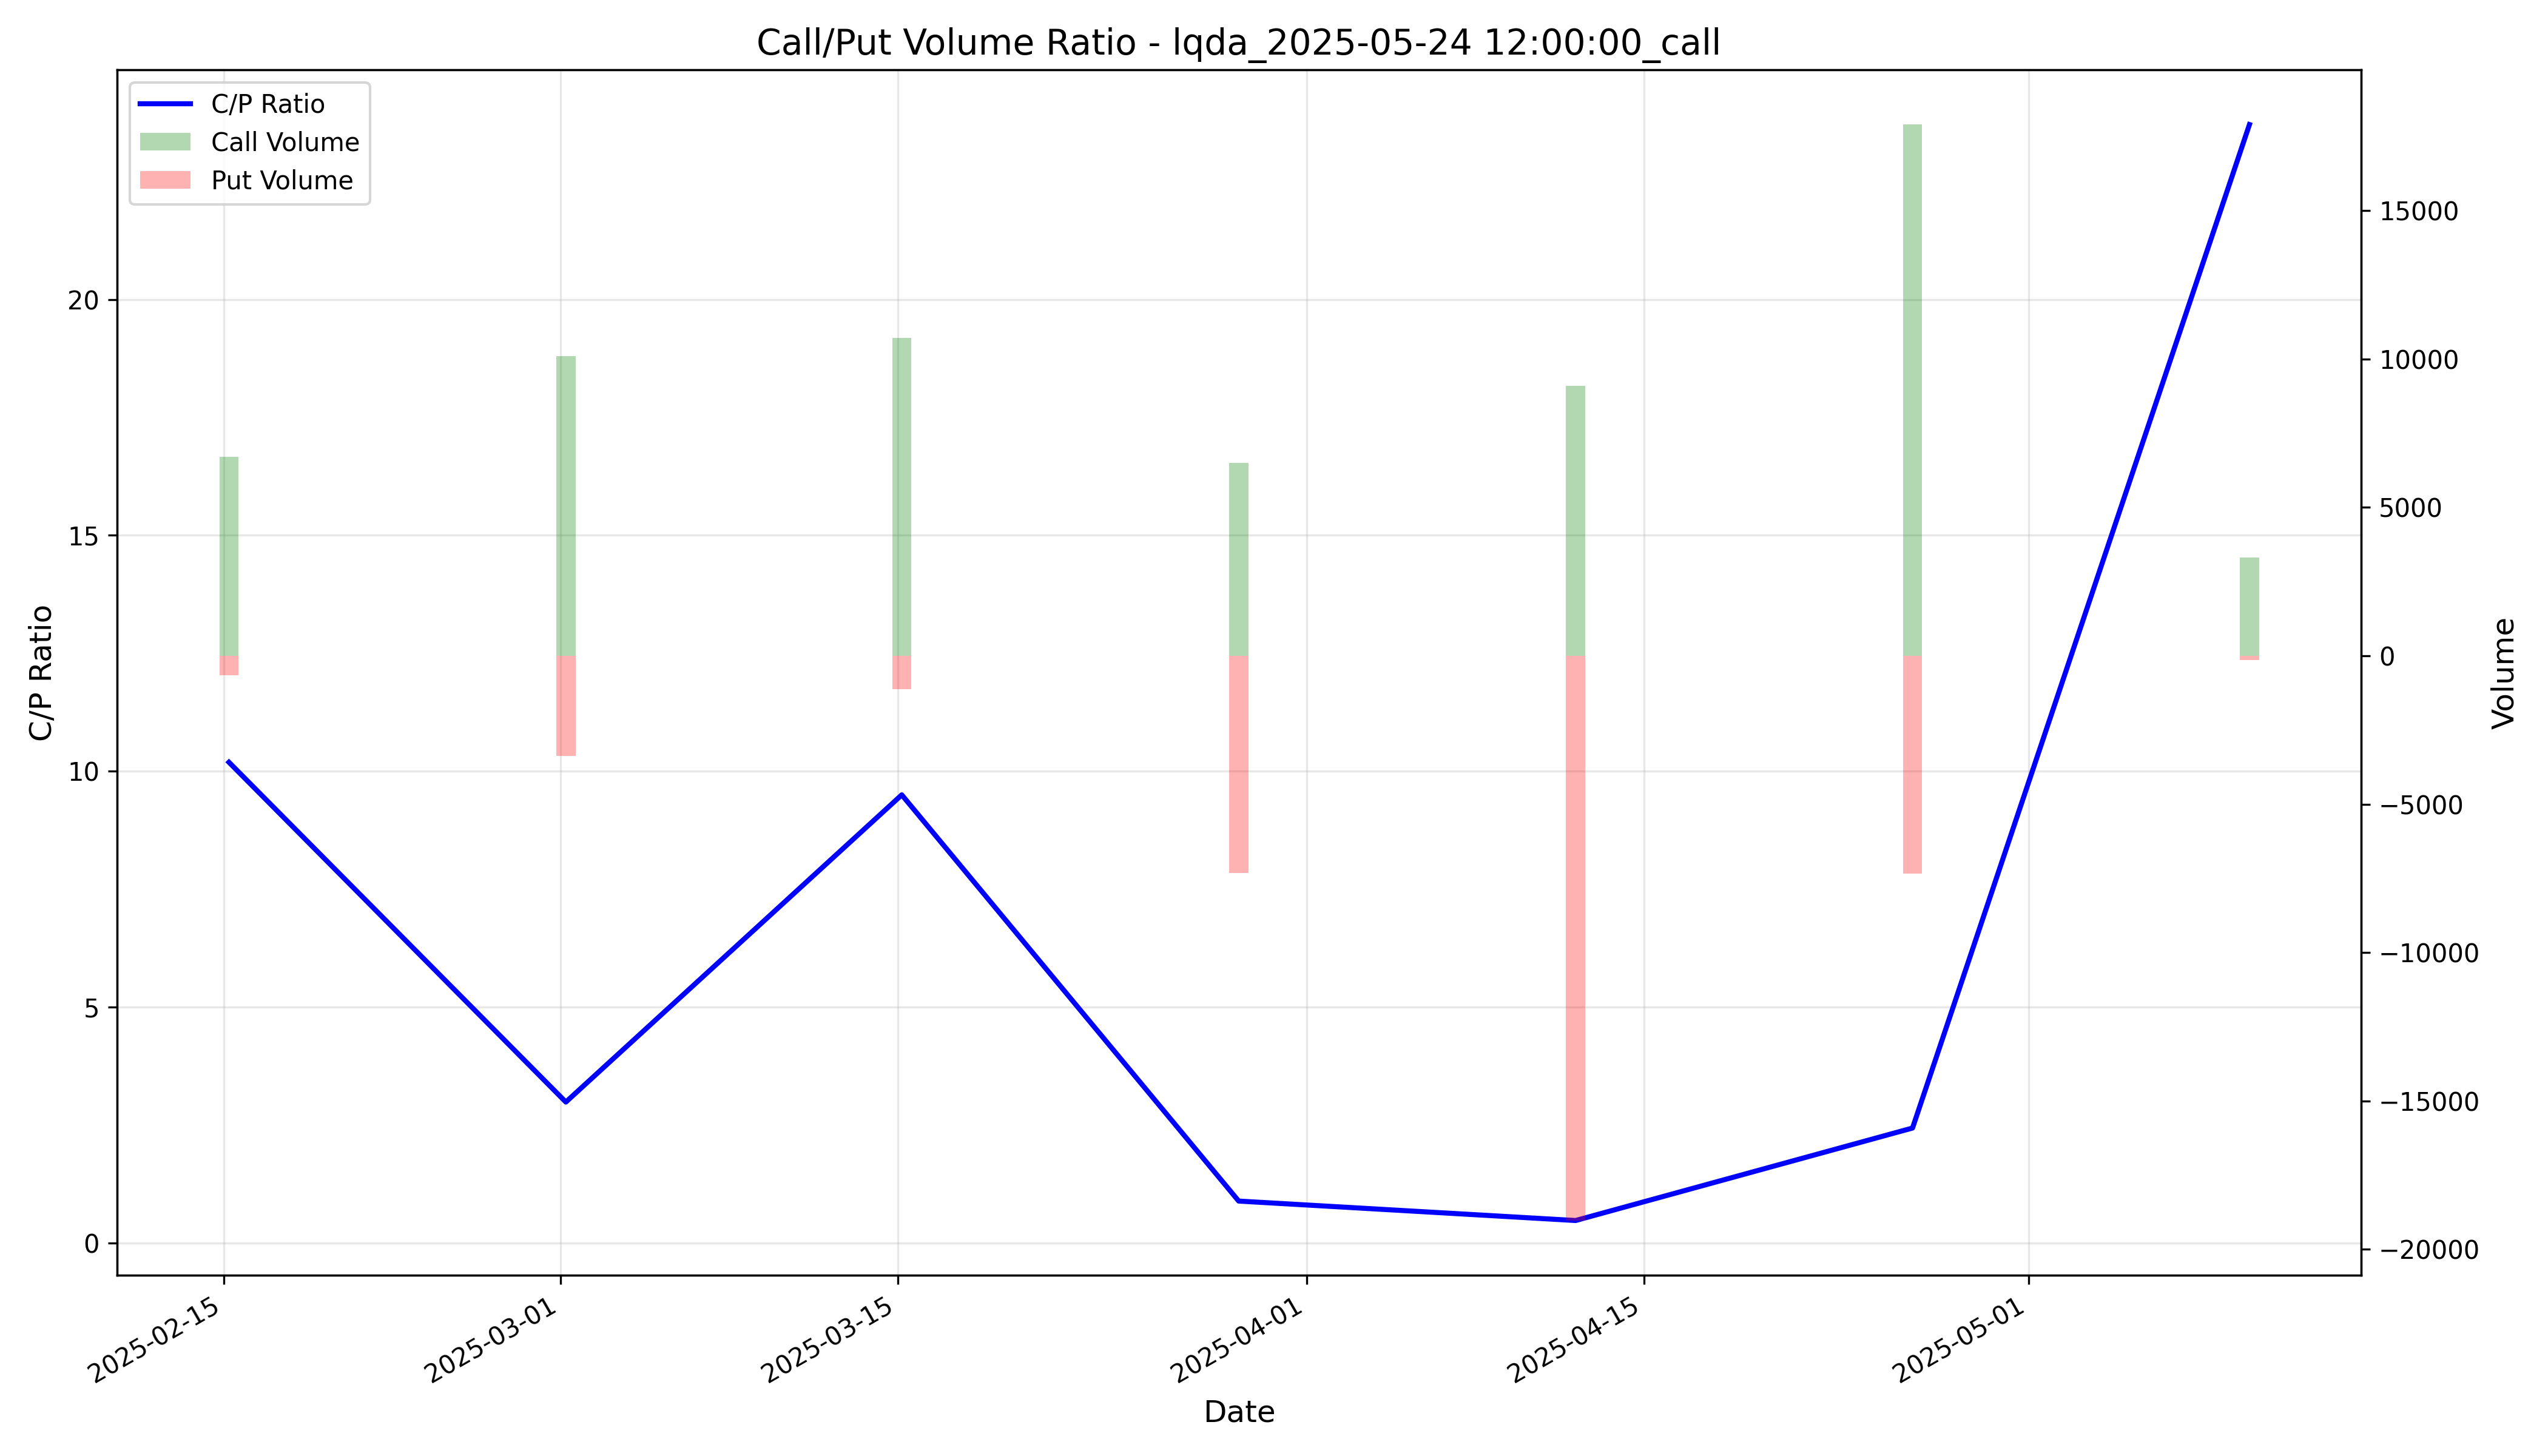 Call/Put Volume Ratio - lqda_2025-05-24 12:00:00_call
C/P Ratio
Call Volume
Put Volume
20
15
10
5
0
C/P Ratio
15000
10000
5000
0
−5000
−10000
−15000
−20000
Volume
2025-02-15
2025-03-01
2025-03-15
2025-04-01
2025-04-15
2025-05-01
Date